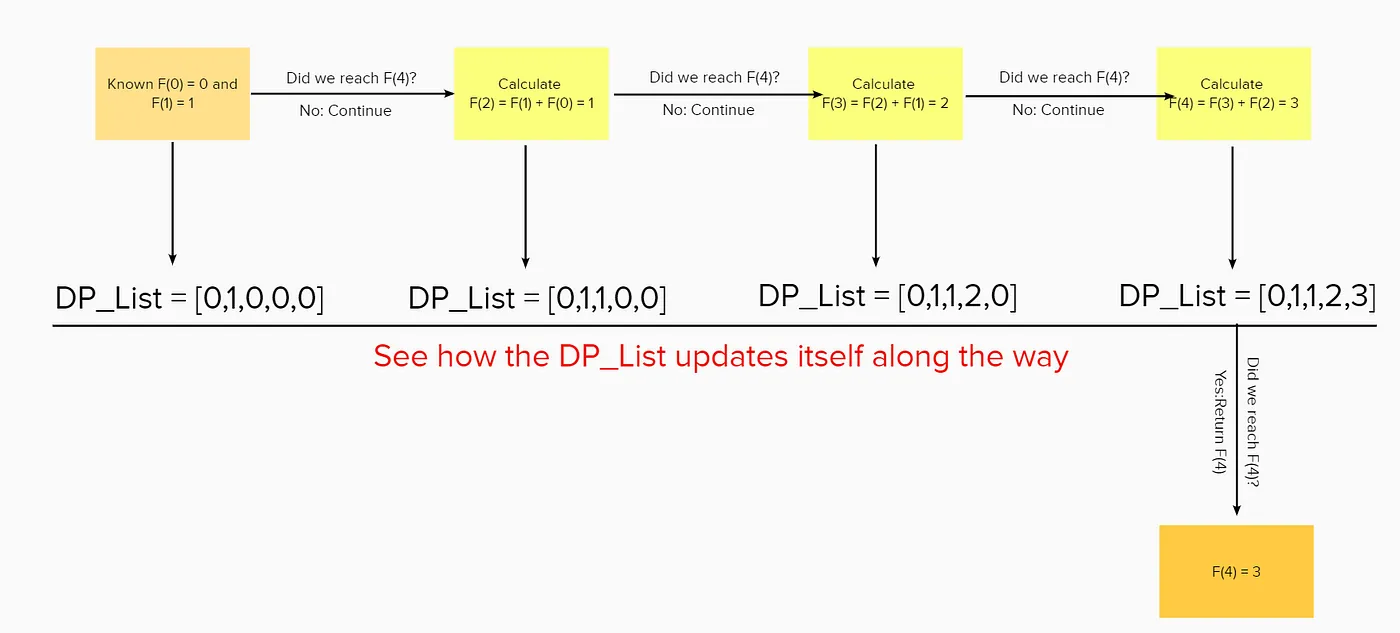 Known F(0) = 0 and
F(1) = 1
Did we reach F(4)?
No: Continue
Calculate
F(2) = F(1) + F(0) = 1
Did we reach F(4)?
No: Continue
Calculate
F(3) = F(2) + F(1) = 2
Did we reach F(4)?
No: Continue
Calculate
F(4) = F(3) + F(2) = 3
DP_List = [0,1,0,0,0]
DP_List = [0,1,1,0,0]
DP_List = [0,1,1,2,0]
DP_List = [0,1,1,2,3]
See how the DP_List updates itself along the way
Did we reach F(4)?
Yes:Return F(4)
F(4) = 3